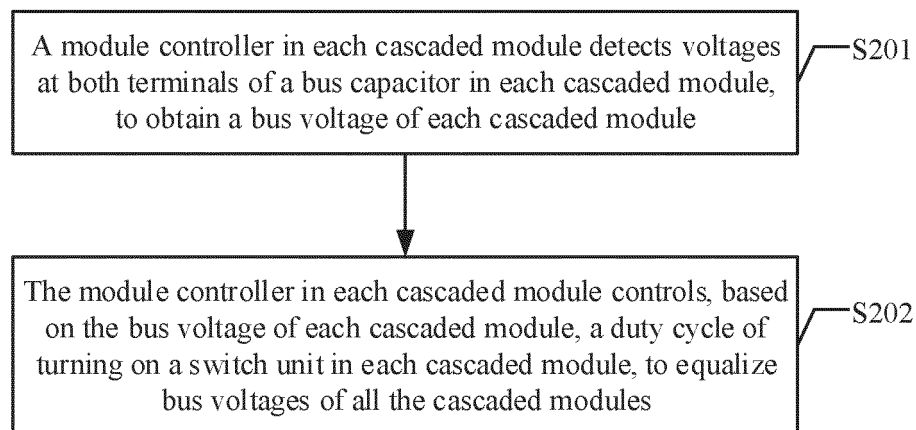 A module controller in each cascaded module detects voltages
at both terminals of a bus capacitor in each cascaded module,
to obtain a bus voltage of each cascaded module
S201
The module controller in each cascaded module controls, based
on the bus voltage of each cascaded module, a duty cycle of
turning on a switch unit in each cascaded module, to equalize
bus voltages of all the cascaded modules
S202